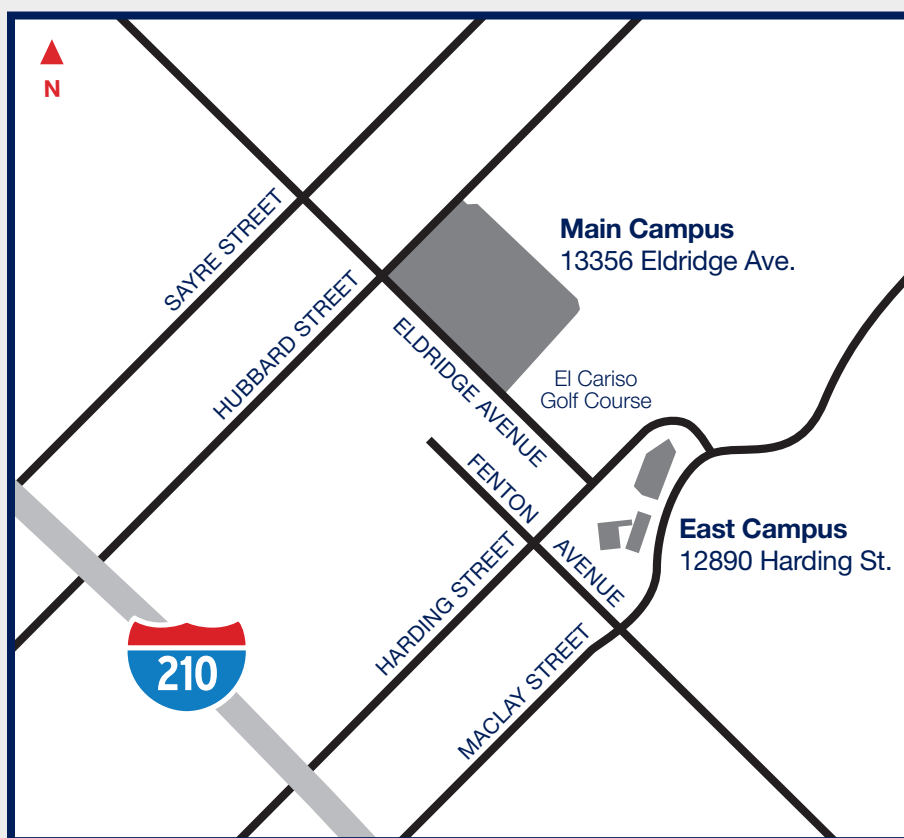 N
SAYRE STREET
HUBBARD STREET
Main Campus
13356 Eldridge Ave.
ELDRIDGE AVENUE
El Cariso
Golf Course
FENTON
AVENUE
East Campus
12890 Harding St.
HARDING STREET
MACLAY STREET
210